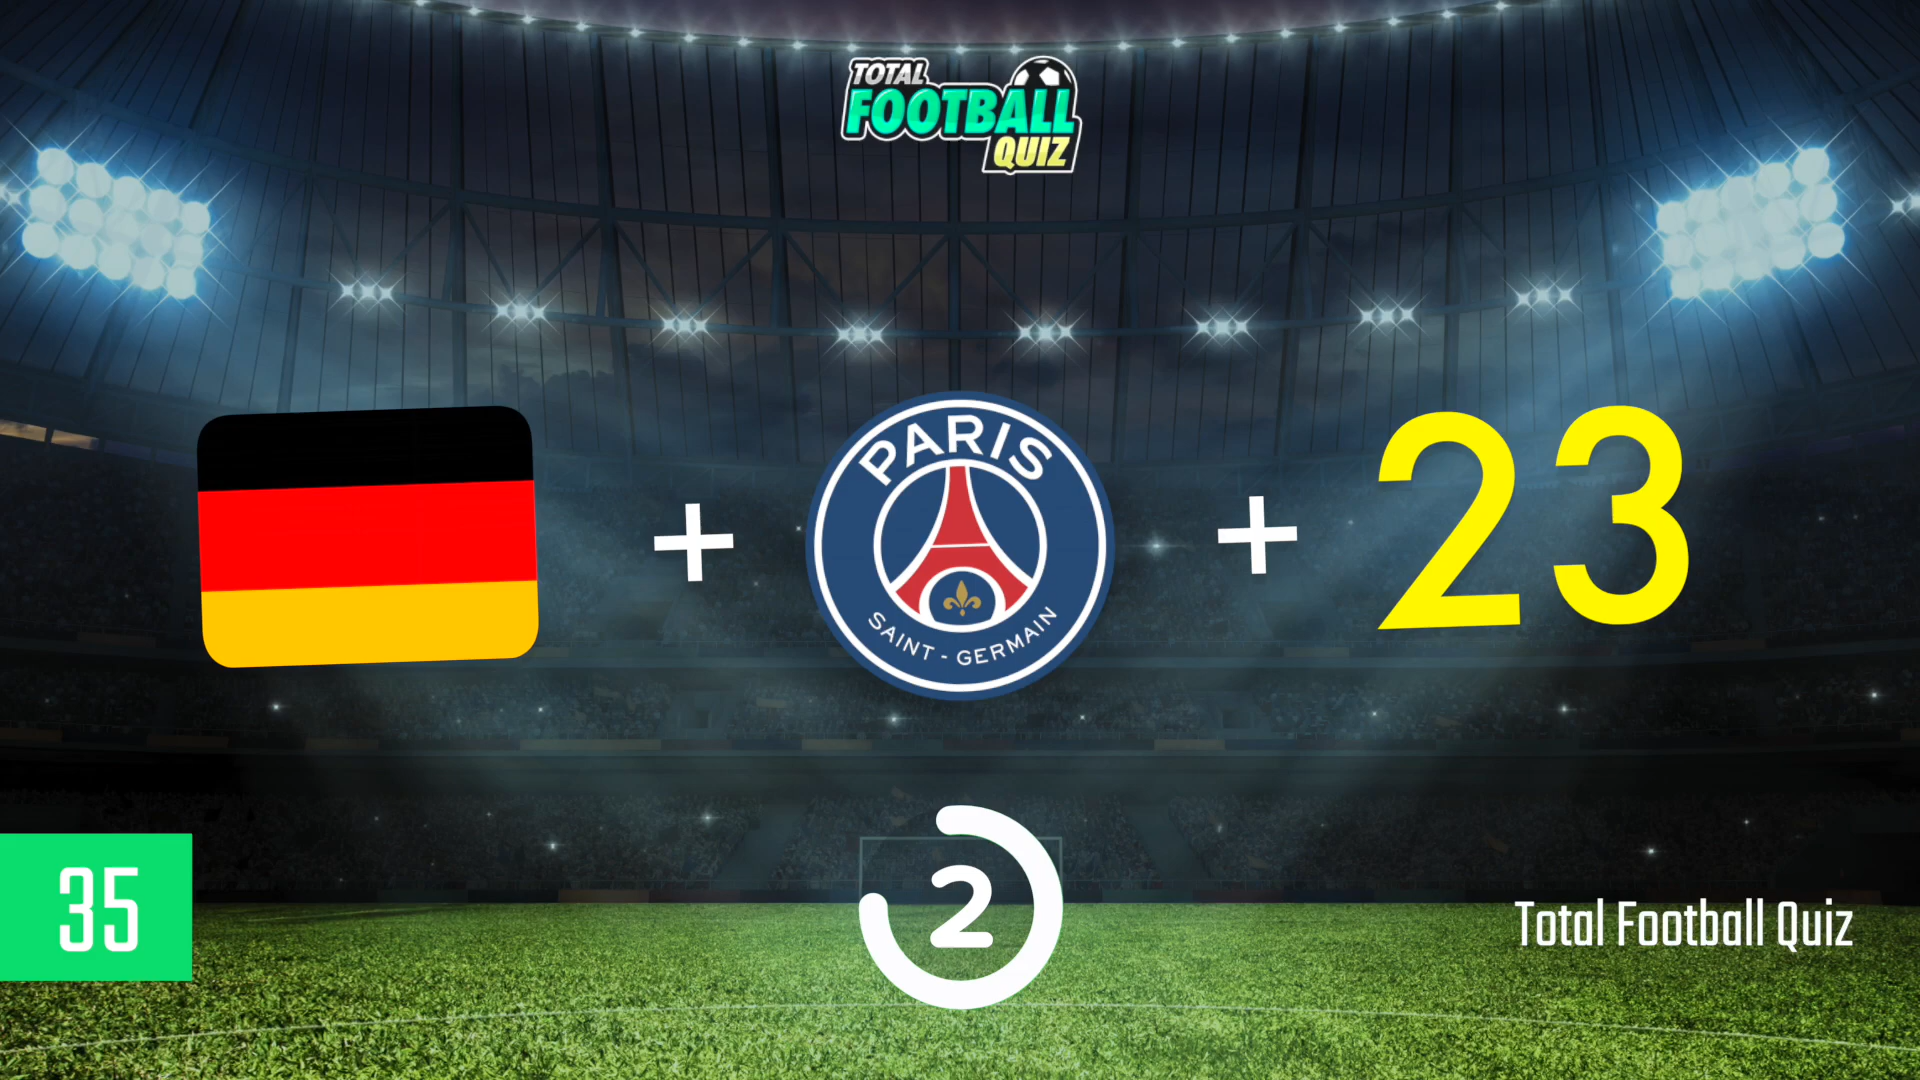 TOTAL
FOOTBALL
QUIZ
+
PARIS
SAINT-GERMAIN
+
23
2
35
Total Football Quiz